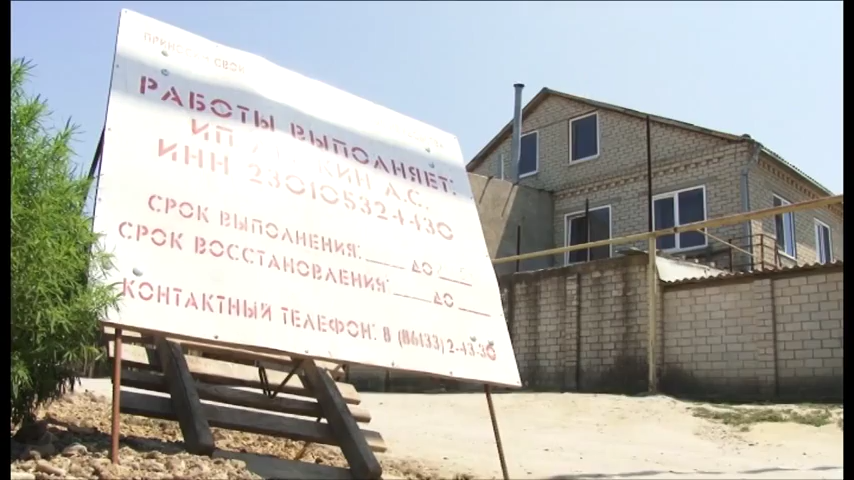 РАБОТЫ ВЫПОЛНЯЕТ:
ИП А.С.
ИНН 230105324430
СРОК ВЫПОЛНЕНИЯ: ДО
СРОК ВОССТАНОВЛЕНИЯ: ДО
КОНТАКТНЫЙ ТЕЛЕФОН: 8 (86133) 2-43-30